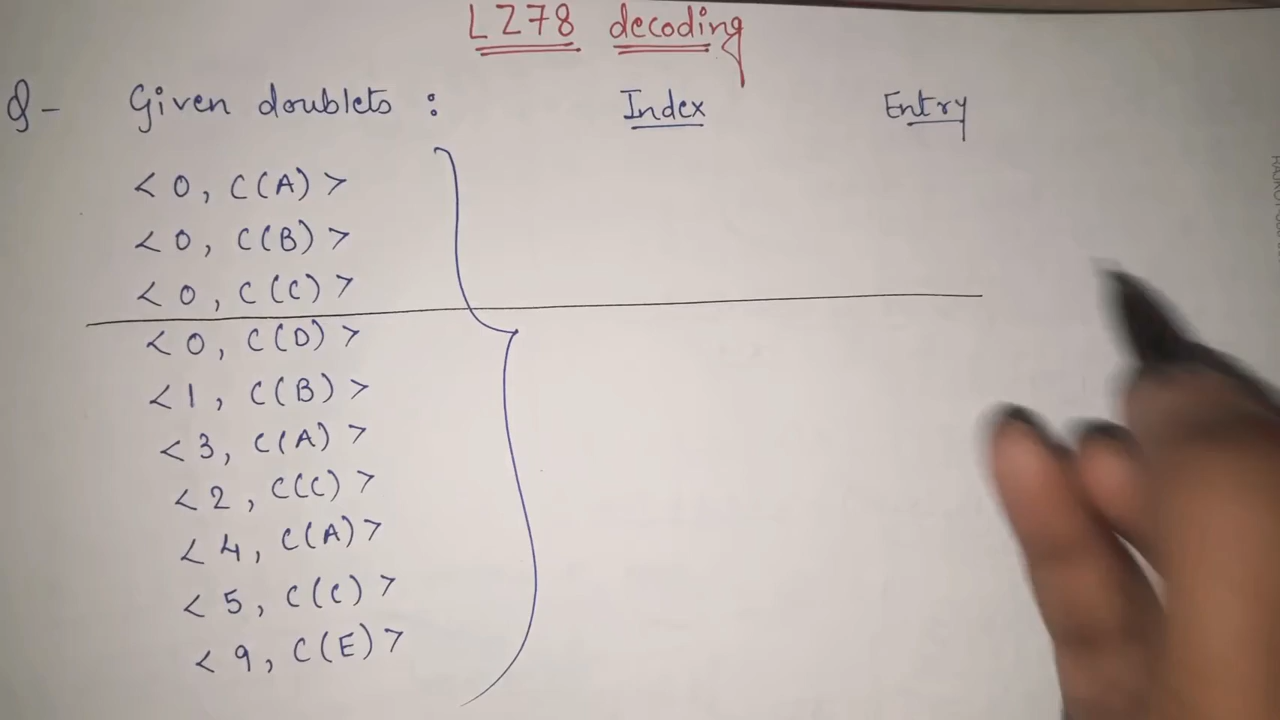 LZ78 decoding
Q- Given doublets : Index Entry
< 0, C(A) >
< 0, C(B) >
< 0, C(C) >
< 0, C(D) >
< 1, C(B) >
< 3, C(A) >
< 2, C(C) >
< 4, C(A) >
< 5, C(C) >
< 9, C(E) >